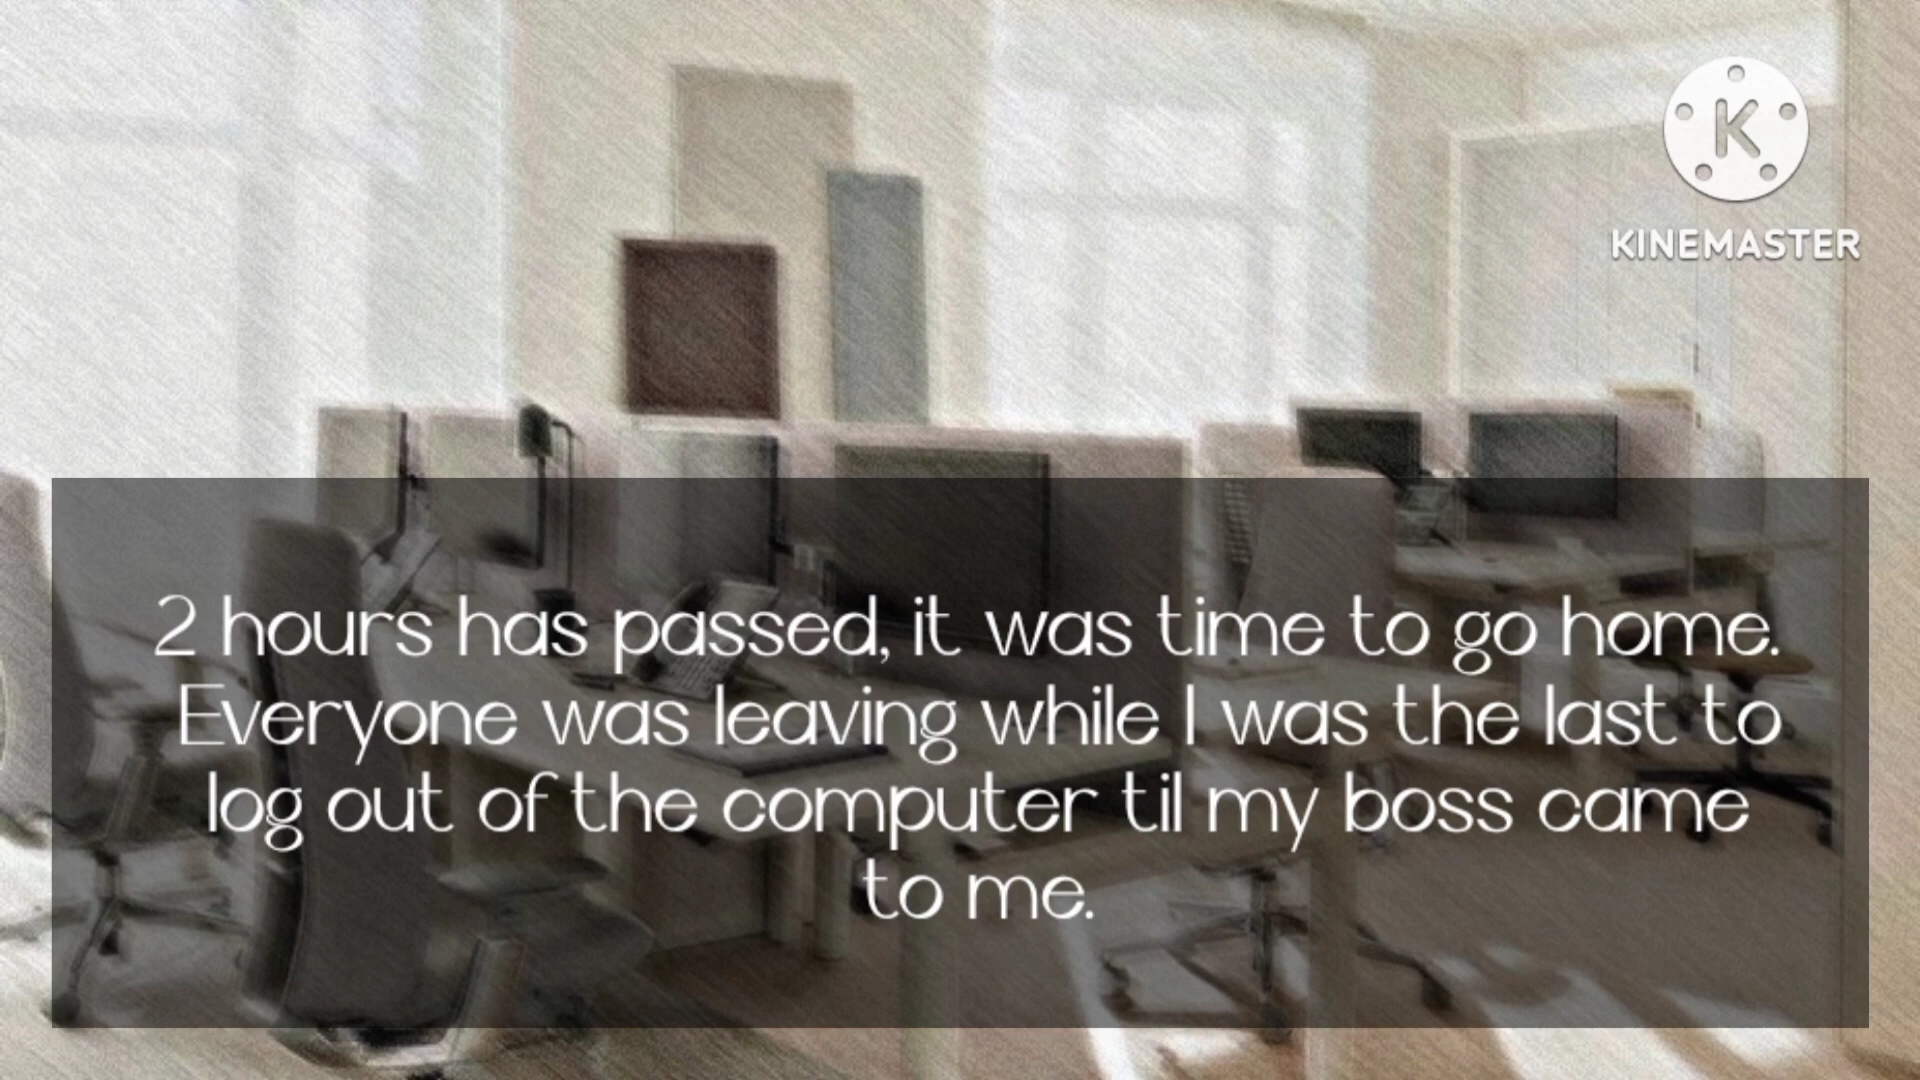 KINEMASTER
2 hours has passed, it was time to go home.
Everyone was leaving while I was the last to
log out of the computer til my boss came
to me.